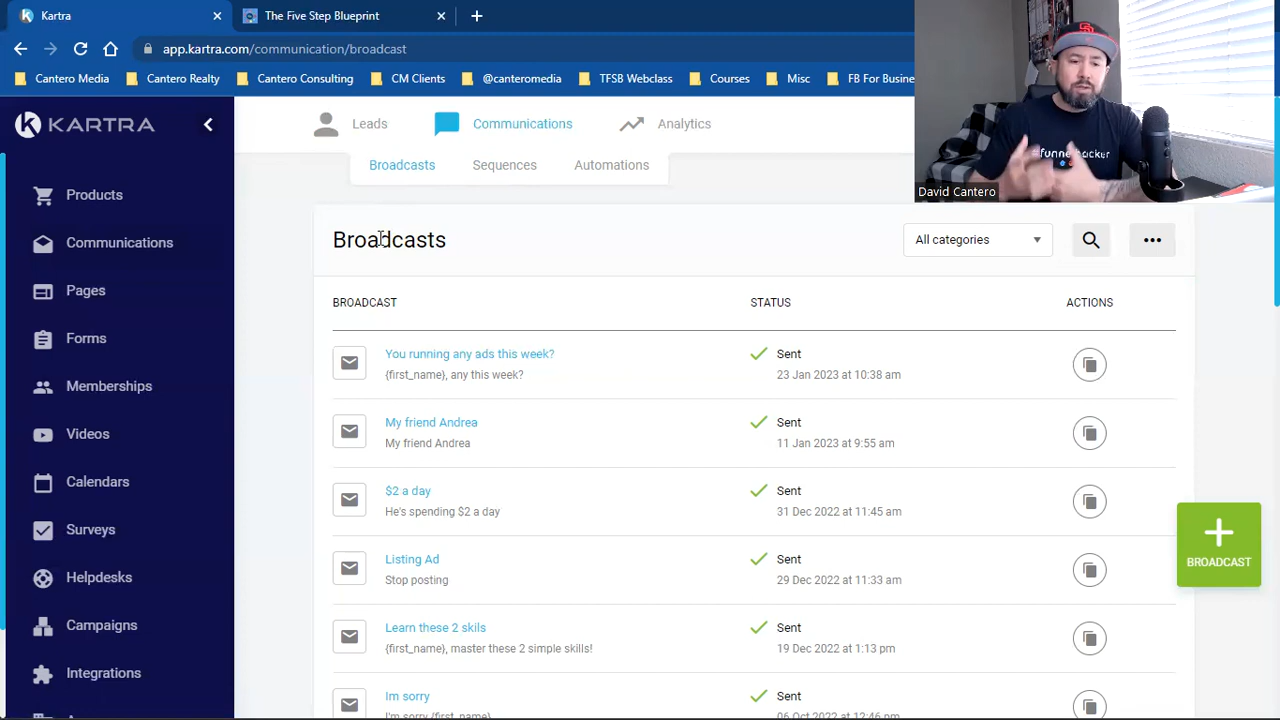 Kartra
The Five Step Blueprint
app.kartra.com/communication/broadcast
Cantero Media
Cantero Realty
Cantero Consulting
CM Clients
@canteromedia
TFSB Webclass
Courses
Misc
FB For Busine
KARTRA
Leads
Communications
Analytics
Broadcasts
Sequences
Automations
David Cantero
Products
Communications
Pages
Forms
Memberships
Videos
Calendars
Surveys
Helpdesks
Campaigns
Integrations
Broadcasts
All categories
BROADCAST
STATUS
ACTIONS
You running any ads this week?
{first_name}, any this week?
Sent
23 Jan 2023 at 10:38 am
My friend Andrea
My friend Andrea
Sent
11 Jan 2023 at 9:55 am
$2 a day
He's spending $2 a day
Sent
31 Dec 2022 at 11:45 am
Listing Ad
Stop posting
Sent
29 Dec 2022 at 11:33 am
Learn these 2 skils
{first_name}, master these 2 simple skills!
Sent
19 Dec 2022 at 1:13 pm
Im sorry
I'm sorry {first_name}
Sent
06 Oct 2022 at 12:46 pm
BROADCAST